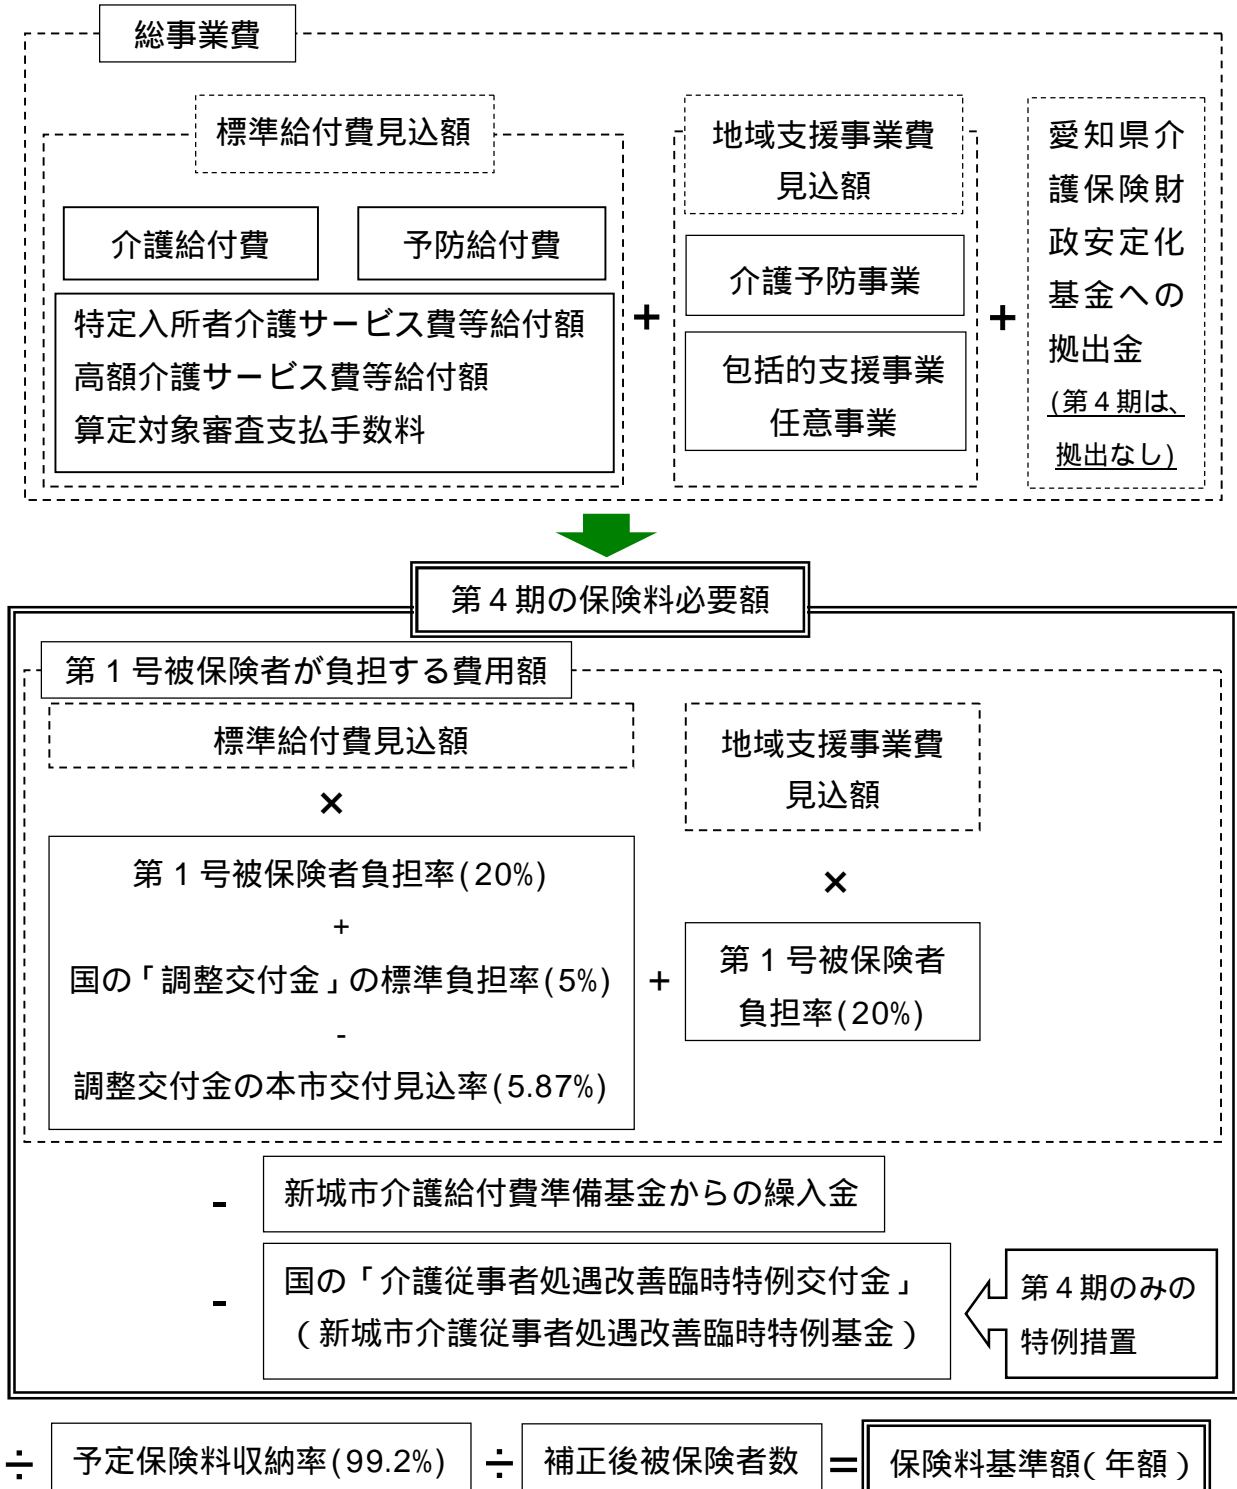 総事業費
標準給付費見込額
介護給付費
予防給付費
特定入所者介護サービス費等給付額
高額介護サービス費等給付額
算定対象審査支払手数料
+
地域支援事業費
見込額
介護予防事業
包括的支援事業
任意事業
+
愛知県介
護保険財
政安定化
基金への
拠出金
(第4期は、
拠出なし)
第4期の保険料必要額
第1号被保険者が負担する費用額
標準給付費見込額
×
第1号被保険者負担率(20%)
+
国の「調整交付金」の標準負担率(5%)
-
調整交付金の本市交付見込率(5.87%)
+
地域支援事業費
見込額
×
第1号被保険者
負担率(20%)
-
新城市介護給付費準備基金からの繰入金
-
国の「介護従事者処遇改善臨時特例交付金」
(新城市介護従事者処遇改善臨時特例基金)
第4期のみの
特例措置
÷ 予定保険料収納率(99.2%) ÷ 補正後被保険者数 = 保険料基準額(年額)